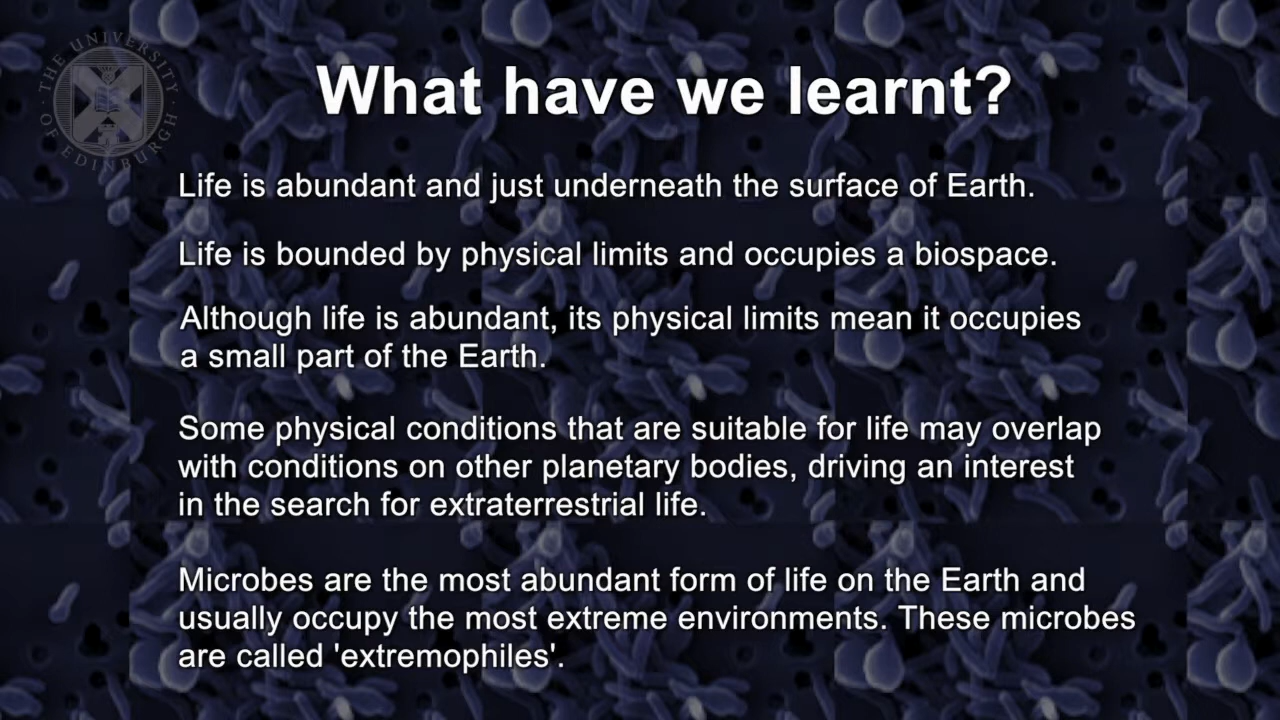 THE UNIVERSITY OF EDINBURGH
What have we learnt?
Life is abundant and just underneath the surface of Earth.
Life is bounded by physical limits and occupies a biospace.
Although life is abundant, its physical limits mean it occupies
a small part of the Earth.
Some physical conditions that are suitable for life may overlap
with conditions on other planetary bodies, driving an interest
in the search for extraterrestrial life.
Microbes are the most abundant form of life on the Earth and
usually occupy the most extreme environments. These microbes
are called 'extremophiles'.